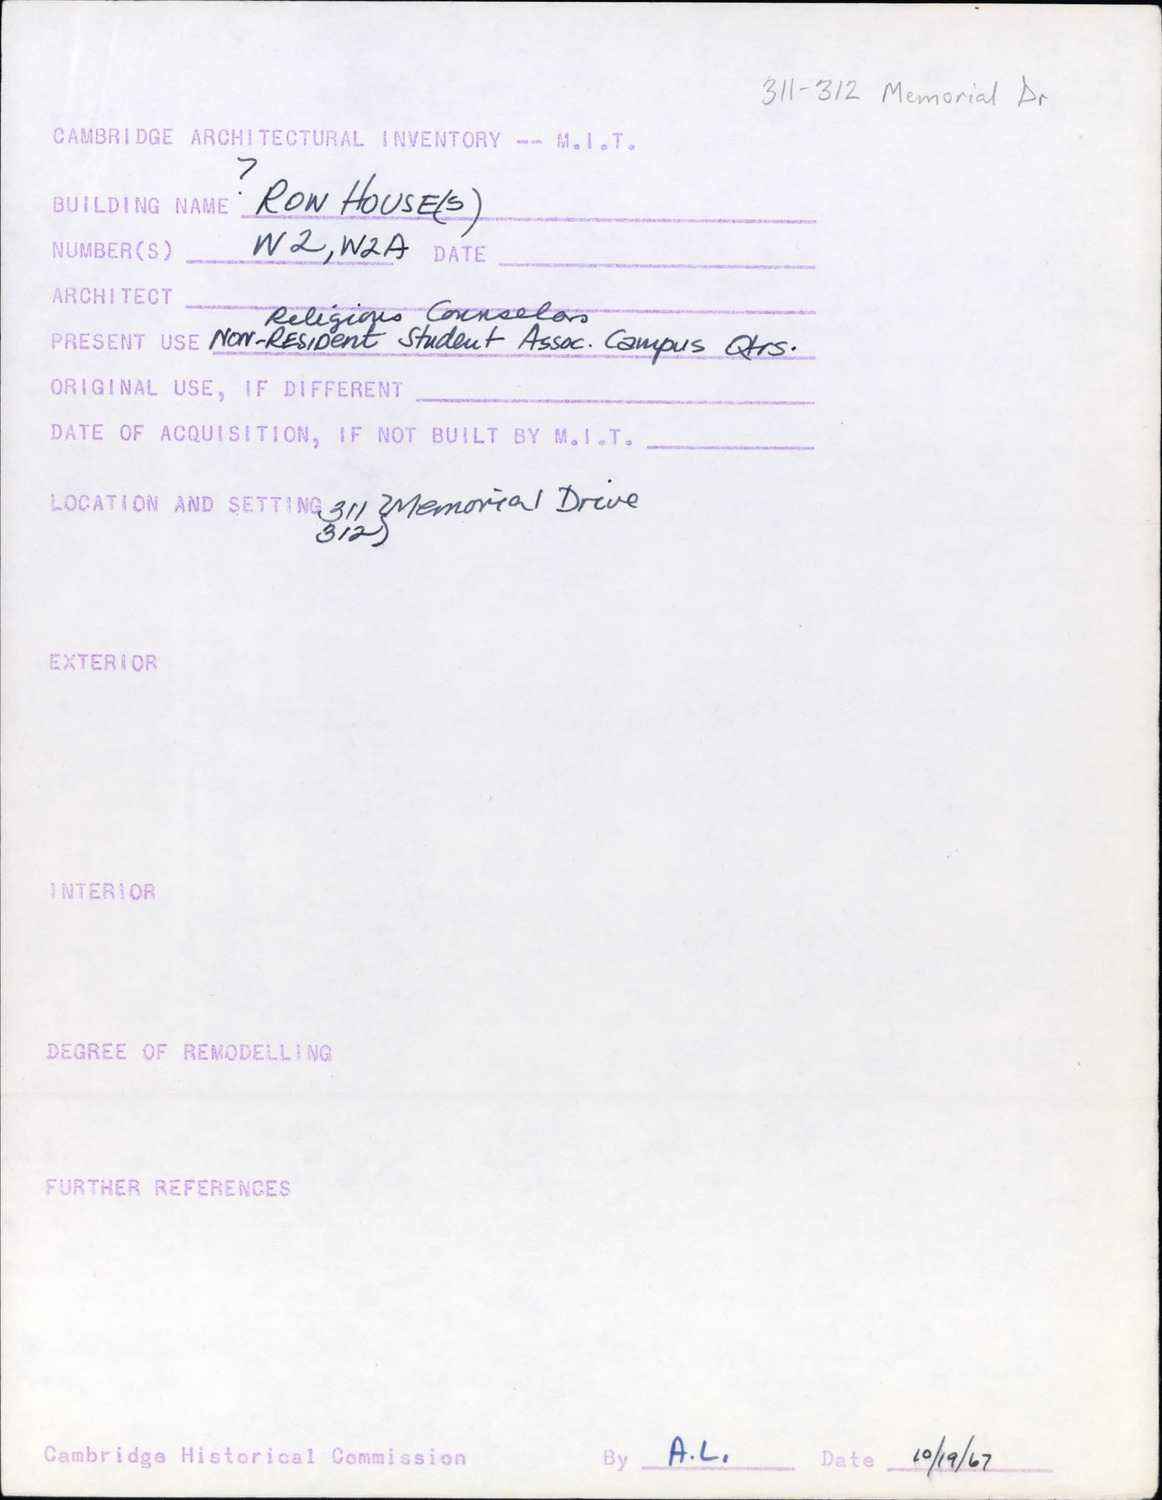 311-312 Memorial Dr
CAMBRIDGE ARCHITECTURAL INVENTORY -- M.I.T.
?
BUILDING NAME ROW HOUSE(S)
NUMBER(S) W2, W2A DATE
ARCHITECT
Religious Counselors
PRESENT USE NON-RESIDENT Student Assoc. Campus Qtrs.
ORIGINAL USE, IF DIFFERENT
DATE OF ACQUISITION, IF NOT BUILT BY M.I.T.
LOCATION AND SETTING 311 } Memorial Drive
312 }
EXTERIOR
INTERIOR
DEGREE OF REMODELLING
FURTHER REFERENCES
Cambridge Historical Commission By A.L. Date 10/19/67